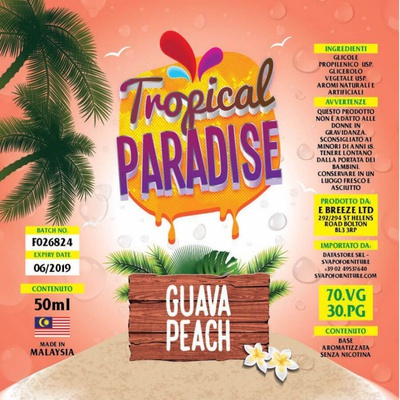 Tropical
PARADISE
BATCH NO.
F026824
EXPIRY DATE
06/2019
CONTENUTO
50ml
MADE IN
MALAYSIA
GUAVA
PEACH
INGREDIENTI
GLICOLE
PROPILENICO USP.
GLICEROLO
VEGETALE USP.
AROMI NATURALI E
ARTIFICIALI
AVVERTENZE
QUESTO PRODOTTO
NON È ADATTO ALLE
DONNE IN
GRAVIDANZA.
SCONSIGLIATO AI
MINORI DI ANNI 18.
TENERE LONTANO
DALLA PORTATA DEI
BAMBINI.
CONSERVARE IN UN
LUOGO FRESCO E
ASCIUTTO
PRODOTTO DA:
E BREEZE LTD
292/294 ST HELENS
ROAD BOLTON
BL3 3RP
IMPORTATO DA:
DATASTORE SRL -
SVAPOFORNITURE
+39 02 49537640
SVAPOFORNITURE.COM
70.VG
30.PG
CONTENUTO
BASE
AROMATIZZATA
SENZA NICOTINA